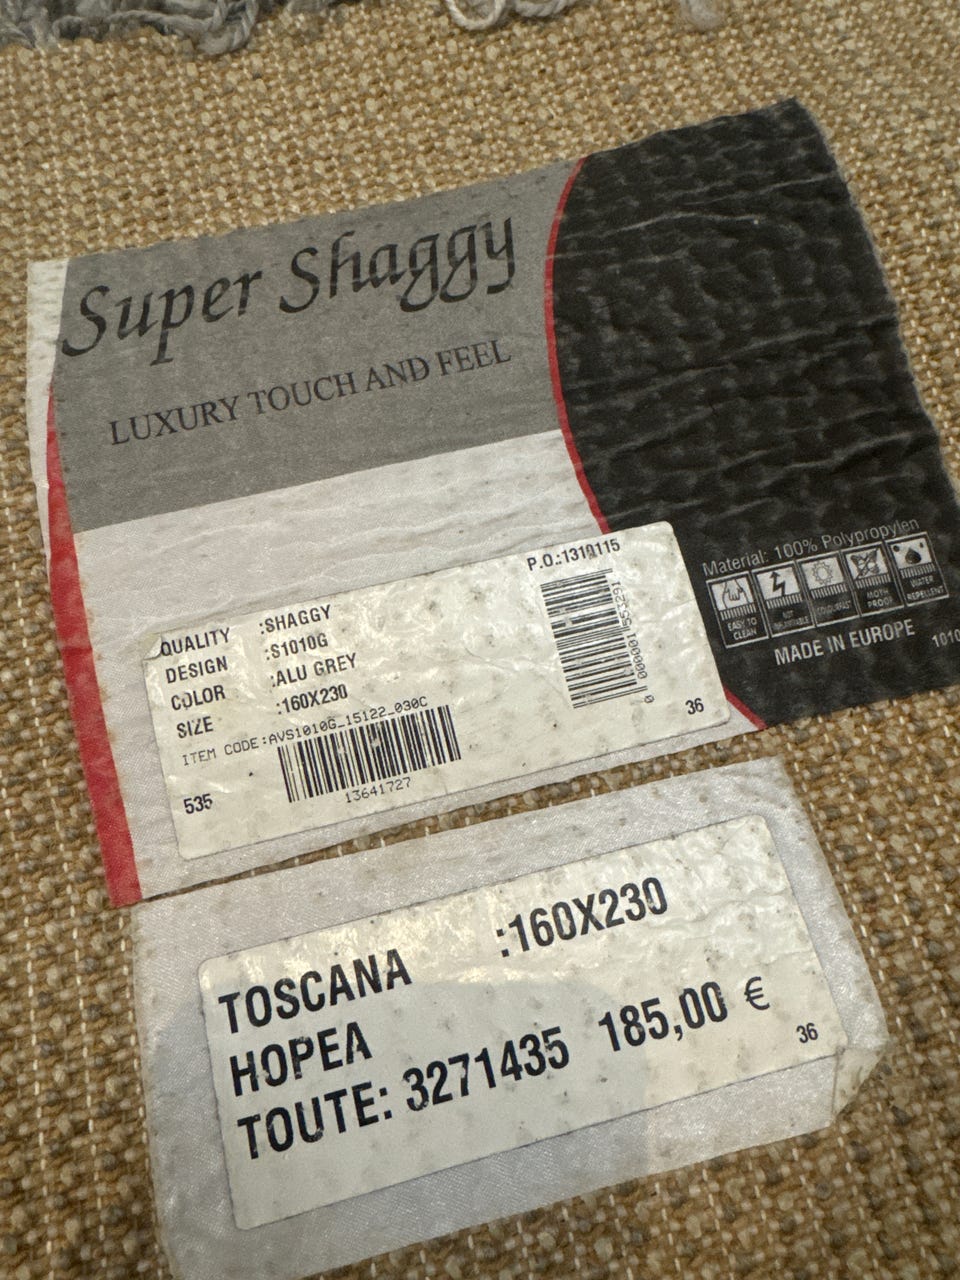 Super Shaggy
LUXURY TOUCH AND FEEL
Material: 100% Polypropylen
EASY TO CLEAN
COLOURFAST
MOTH PROOF
WATER REPELLENT
MADE IN EUROPE
1010
P.O.:1310115
QUALITY :SHAGGY
DESIGN :S1010G
COLOR :ALU GREY
SIZE :160X230
ITEM CODE:AVS1010G_15122_030C
13641727
535
36
TOSCANA :160X230
HOPEA
TOUTE: 3271435 185,00 €
36